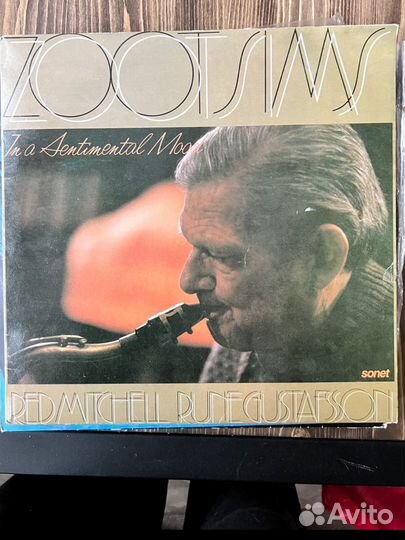 ZOOT SIMS
In a Sentimental Mood
sonet
RED MITCHELL RUNE GUSTAFSSON
Avito